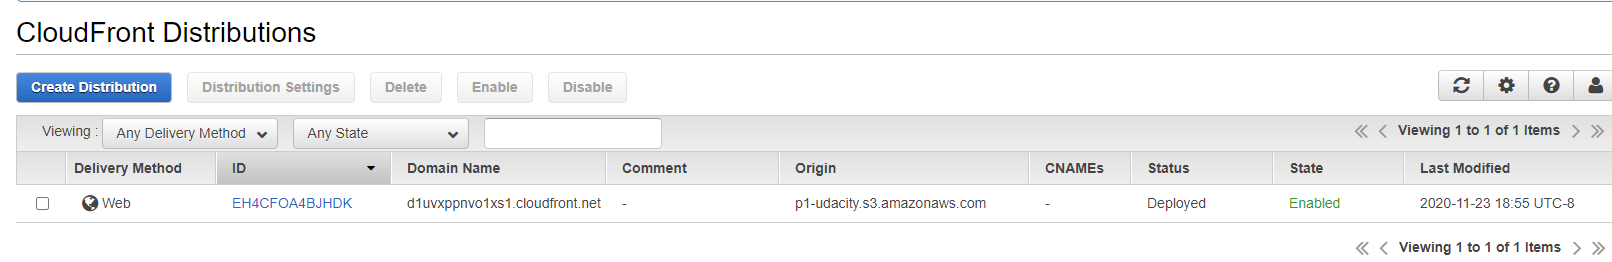 CloudFront Distributions
Create Distribution Distribution Settings Delete Enable Disable
Viewing : Any Delivery Method Any State Viewing 1 to 1 of 1 Items
Delivery Method ID Domain Name Comment Origin CNAMEs Status State Last Modified
Web EH4CFOA4BJHDK d1uvxppnvo1xs1.cloudfront.net - p1-udacity.s3.amazonaws.com - Deployed Enabled 2020-11-23 18:55 UTC-8
Viewing 1 to 1 of 1 Items